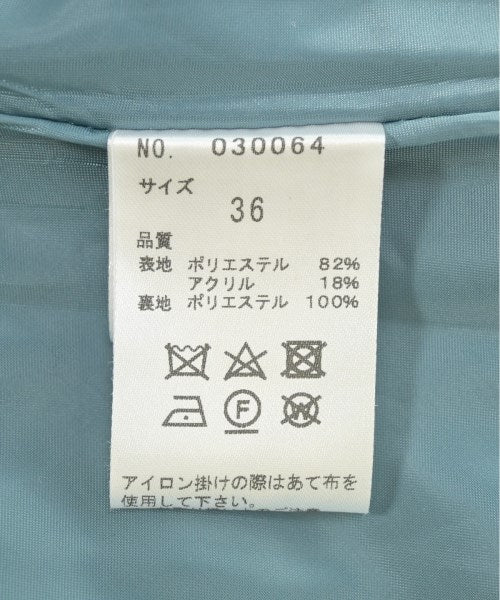 NO. 030064
サイズ
36
品質
表地 ポリエステル 82%
アクリル 18%
裏地 ポリエステル 100%
F
W
アイロン掛けの際はあて布を
使用して下さい。